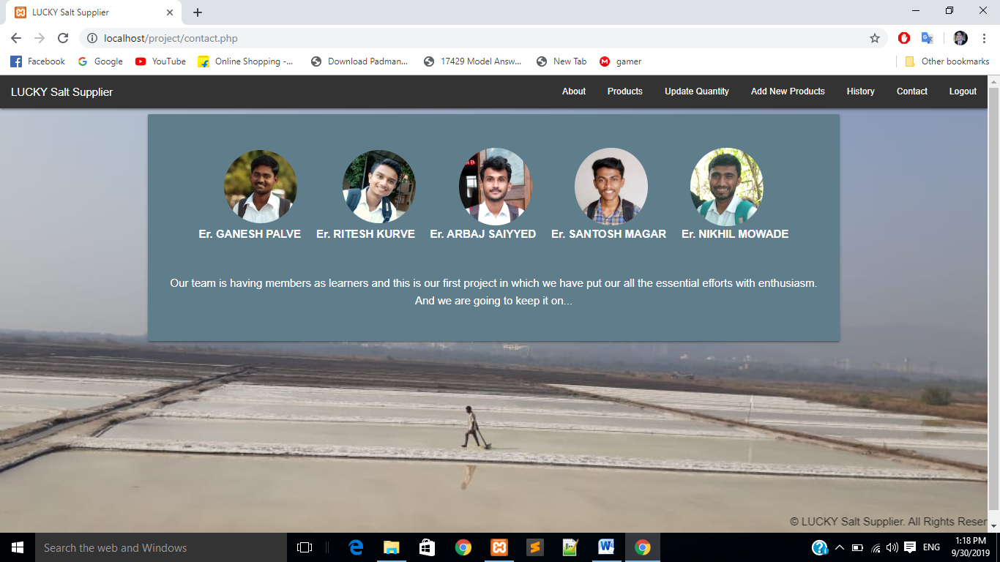 LUCKY Salt Supplier
localhost/project/contact.php
Facebook Google YouTube Online Shopping -... Download Padman... 17429 Model Answ... New Tab gamer Other bookmarks
LUCKY Salt Supplier About Products Update Quantity Add New Products History Contact Logout
Er. GANESH PALVE Er. RITESH KURVE Er. ARBAJ SAIYYED Er. SANTOSH MAGAR Er. NIKHIL MOWADE
Our team is having members as learners and this is our first project in which we have put our all the essential efforts with enthusiasm.
And we are going to keep it on...
© LUCKY Salt Supplier. All Rights Reser
Search the web and Windows
ENG
1:18 PM
9/30/2019